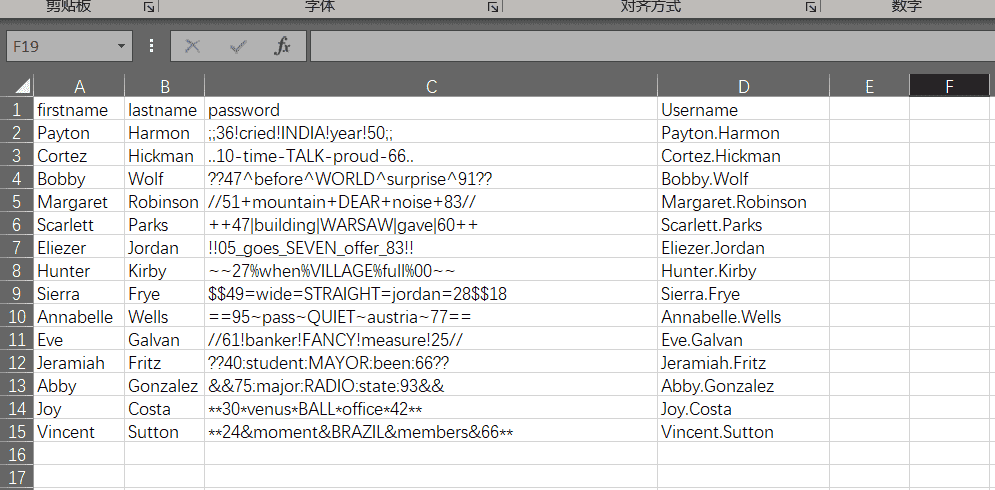 剪贴板 字体 对齐方式 数字
F19 fx
A B C D E F
1 firstname lastname password Username
2 Payton Harmon ;;36!cried!INDIA!year!50;; Payton.Harmon
3 Cortez Hickman ..10-time-TALK-proud-66.. Cortez.Hickman
4 Bobby Wolf ??47^before^WORLD^surprise^91?? Bobby.Wolf
5 Margaret Robinson //51+mountain+DEAR+noise+83// Margaret.Robinson
6 Scarlett Parks ++47|building|WARSAW|gave|60++ Scarlett.Parks
7 Eliezer Jordan !!05_goes_SEVEN_offer_83!! Eliezer.Jordan
8 Hunter Kirby ~~27%when%VILLAGE%full%00~~ Hunter.Kirby
9 Sierra Frye $$49=wide=STRAIGHT=jordan=28$$18 Sierra.Frye
10 Annabelle Wells ==95~pass~QUIET~austria~77== Annabelle.Wells
11 Eve Galvan //61!banker!FANCY!measure!25// Eve.Galvan
12 Jeramiah Fritz ??40:student:MAYOR:been:66?? Jeramiah.Fritz
13 Abby Gonzalez &&75:major:RADIO:state:93&& Abby.Gonzalez
14 Joy Costa **30*venus*BALL*office*42** Joy.Costa
15 Vincent Sutton **24&moment&BRAZIL&members&66** Vincent.Sutton
16
17